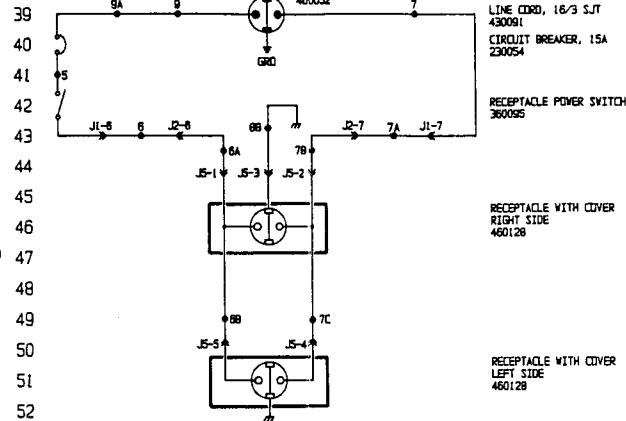 39 9A 9 7 LINE CORD, 16/3 SJT
430091
40 GRD CIRCUIT BREAKER, 15A
230054
41 5
42 8B RECEPTACLE POWER SWITCH
360095
43 J1-6 6 J2-6 J2-7 7A J1-7
6A 7B
44 J5-1 J5-3 J5-2
45 RECEPTACLE WITH COVER
46 RIGHT SIDE
460128
47
48
49 6B 7C
50 J5-5 J5-4 RECEPTACLE WITH COVER
51 LEFT SIDE
460128
52